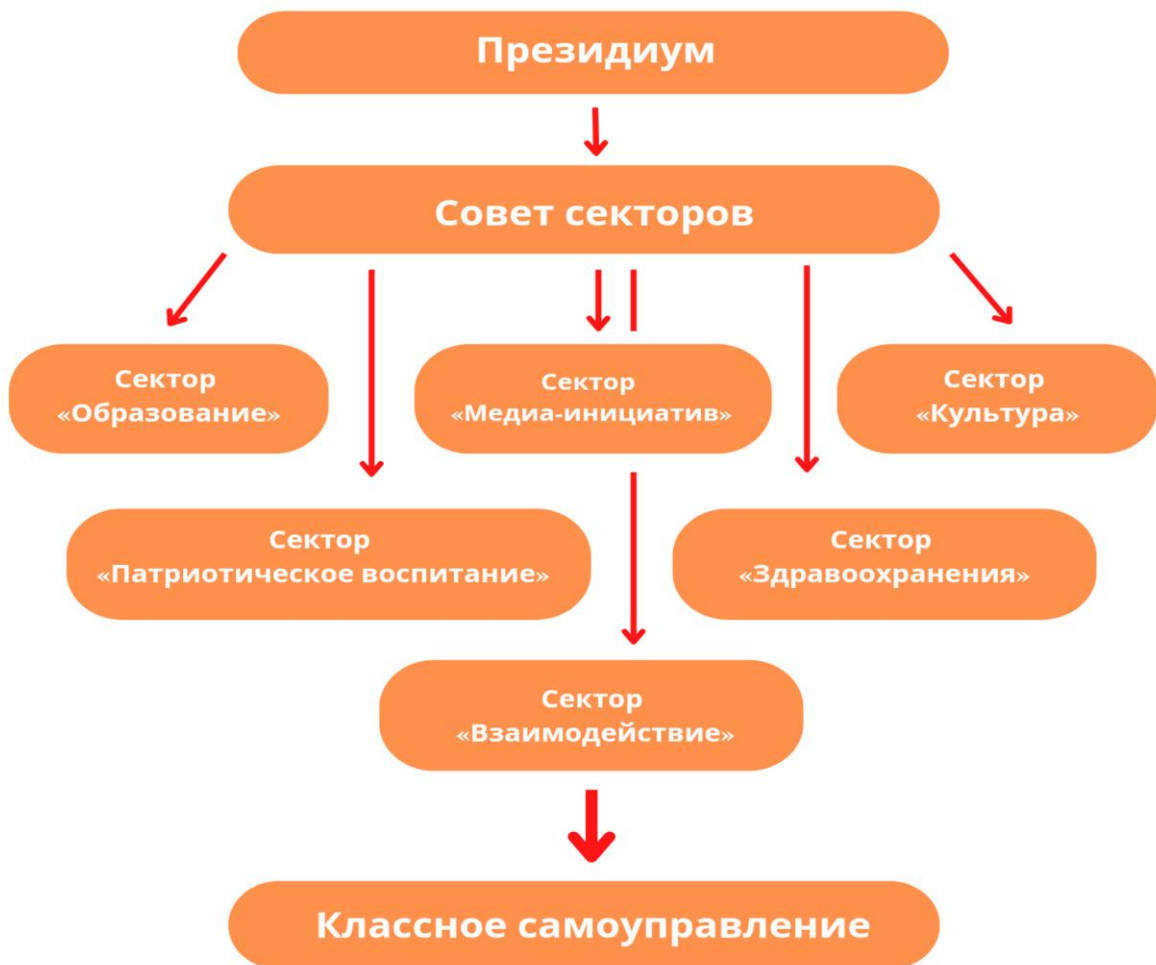 Президиум
Совет секторов
Сектор
«Образование»
Сектор
«Медиа-инициатив»
Сектор
«Культура»
Сектор
«Патриотическое воспитание»
Сектор
«Здравоохранения»
Сектор
«Взаимодействие»
Классное самоуправление